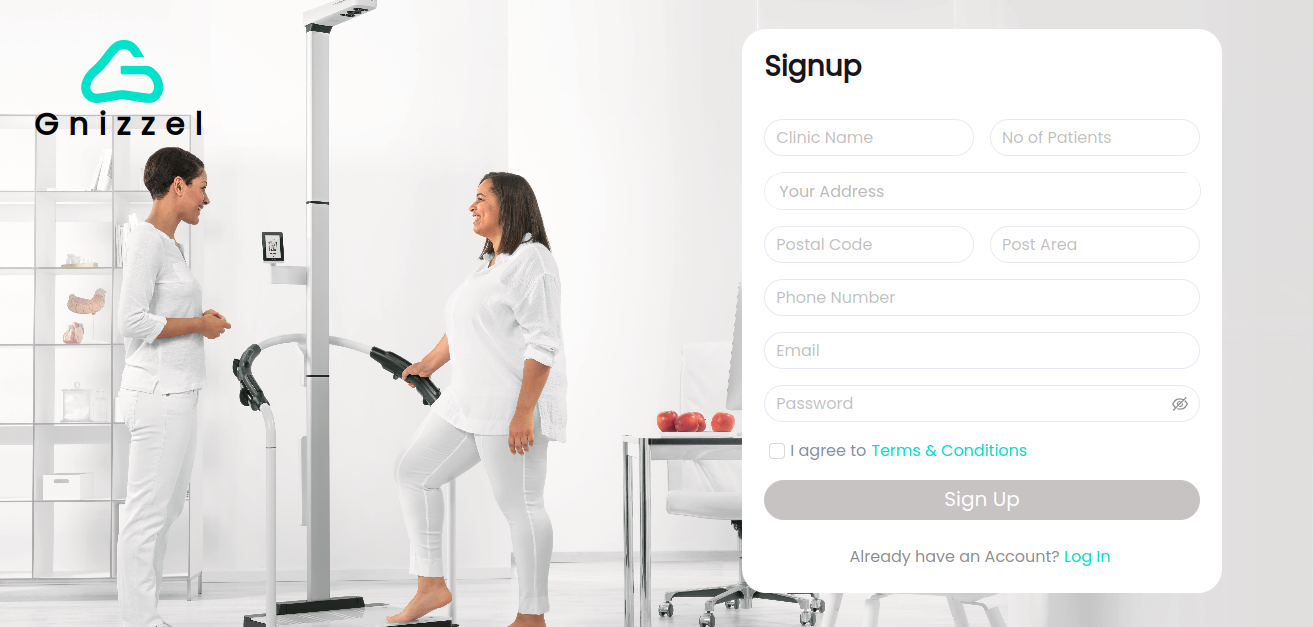 Gnizzel
Signup
Clinic Name
No of Patients
Your Address
Postal Code
Post Area
Phone Number
Email
Password
I agree to Terms & Conditions
Sign Up
Already have an Account? Log In